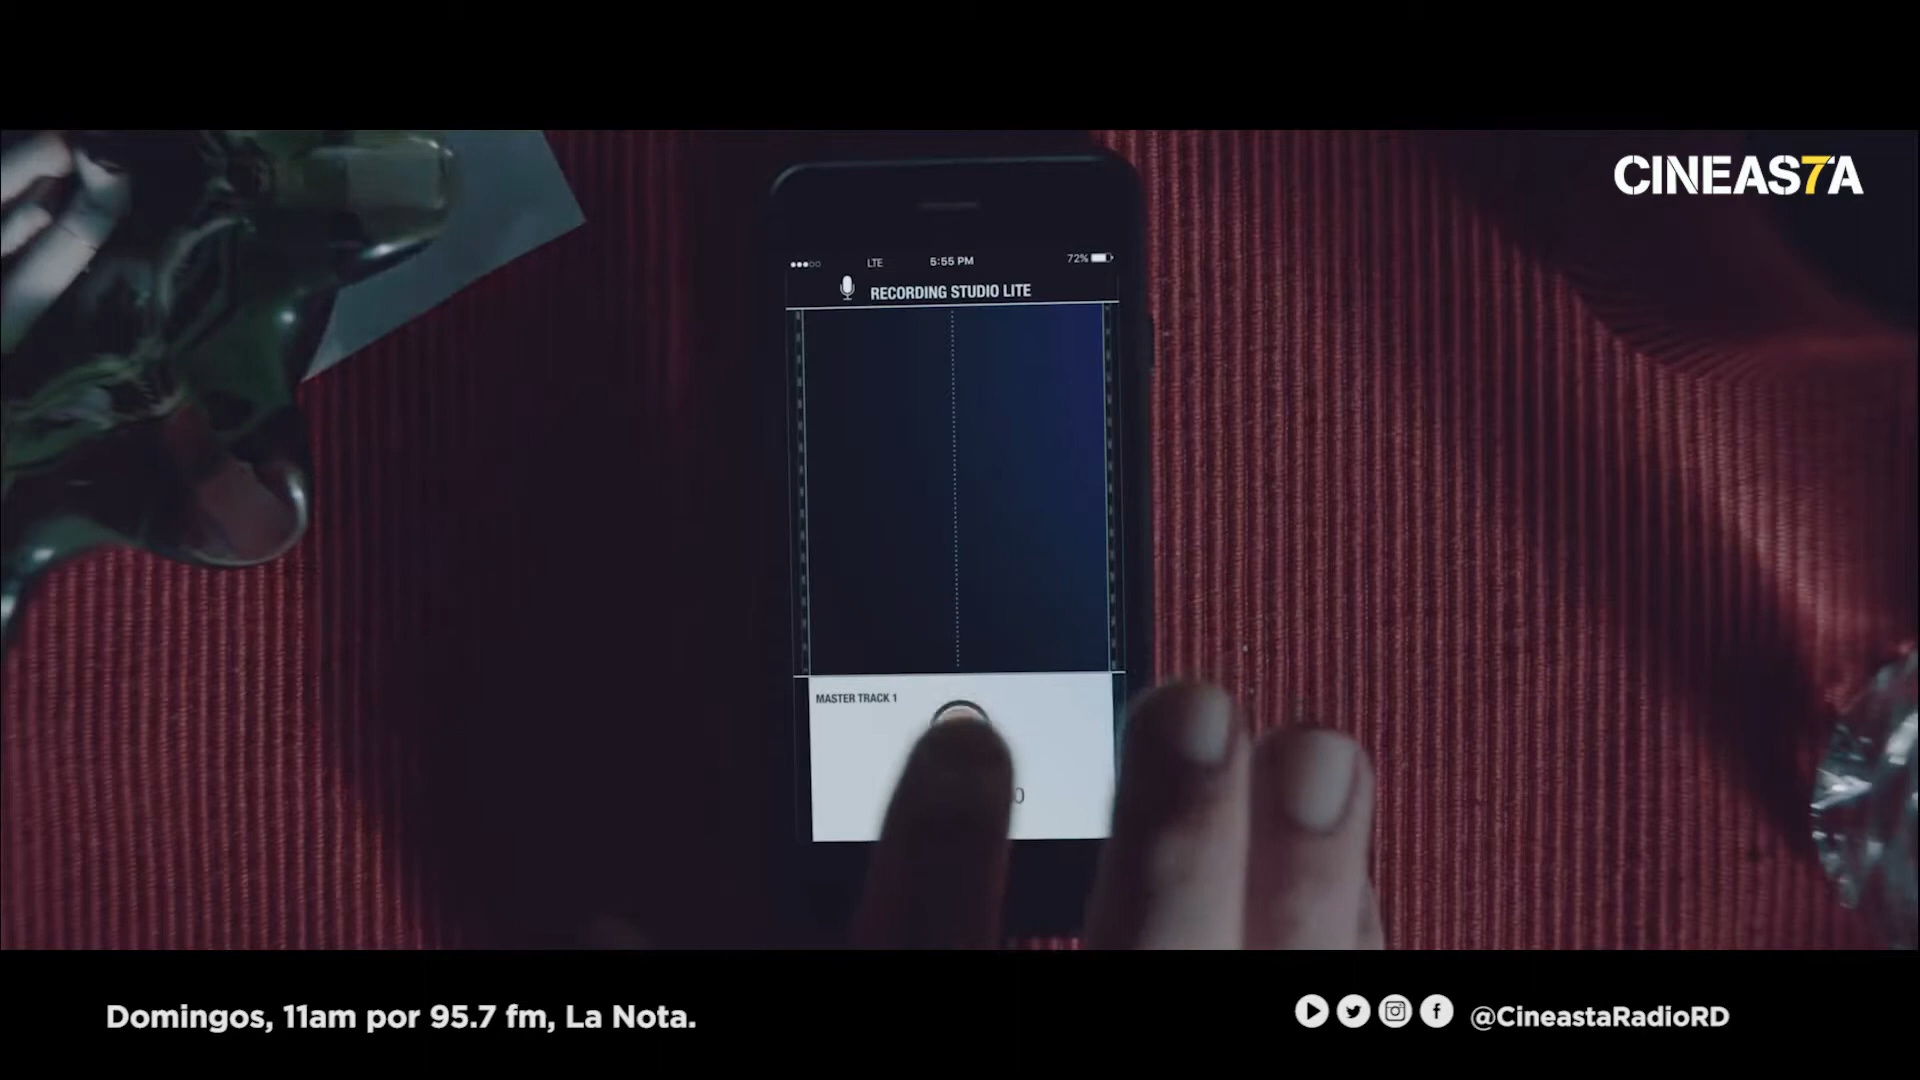 CINEAS7A
LTE 5:55 PM 72%
RECORDING STUDIO LITE
MASTER TRACK 1
0
Domingos, 11am por 95.7 fm, La Nota.
@CineastaRadioRD